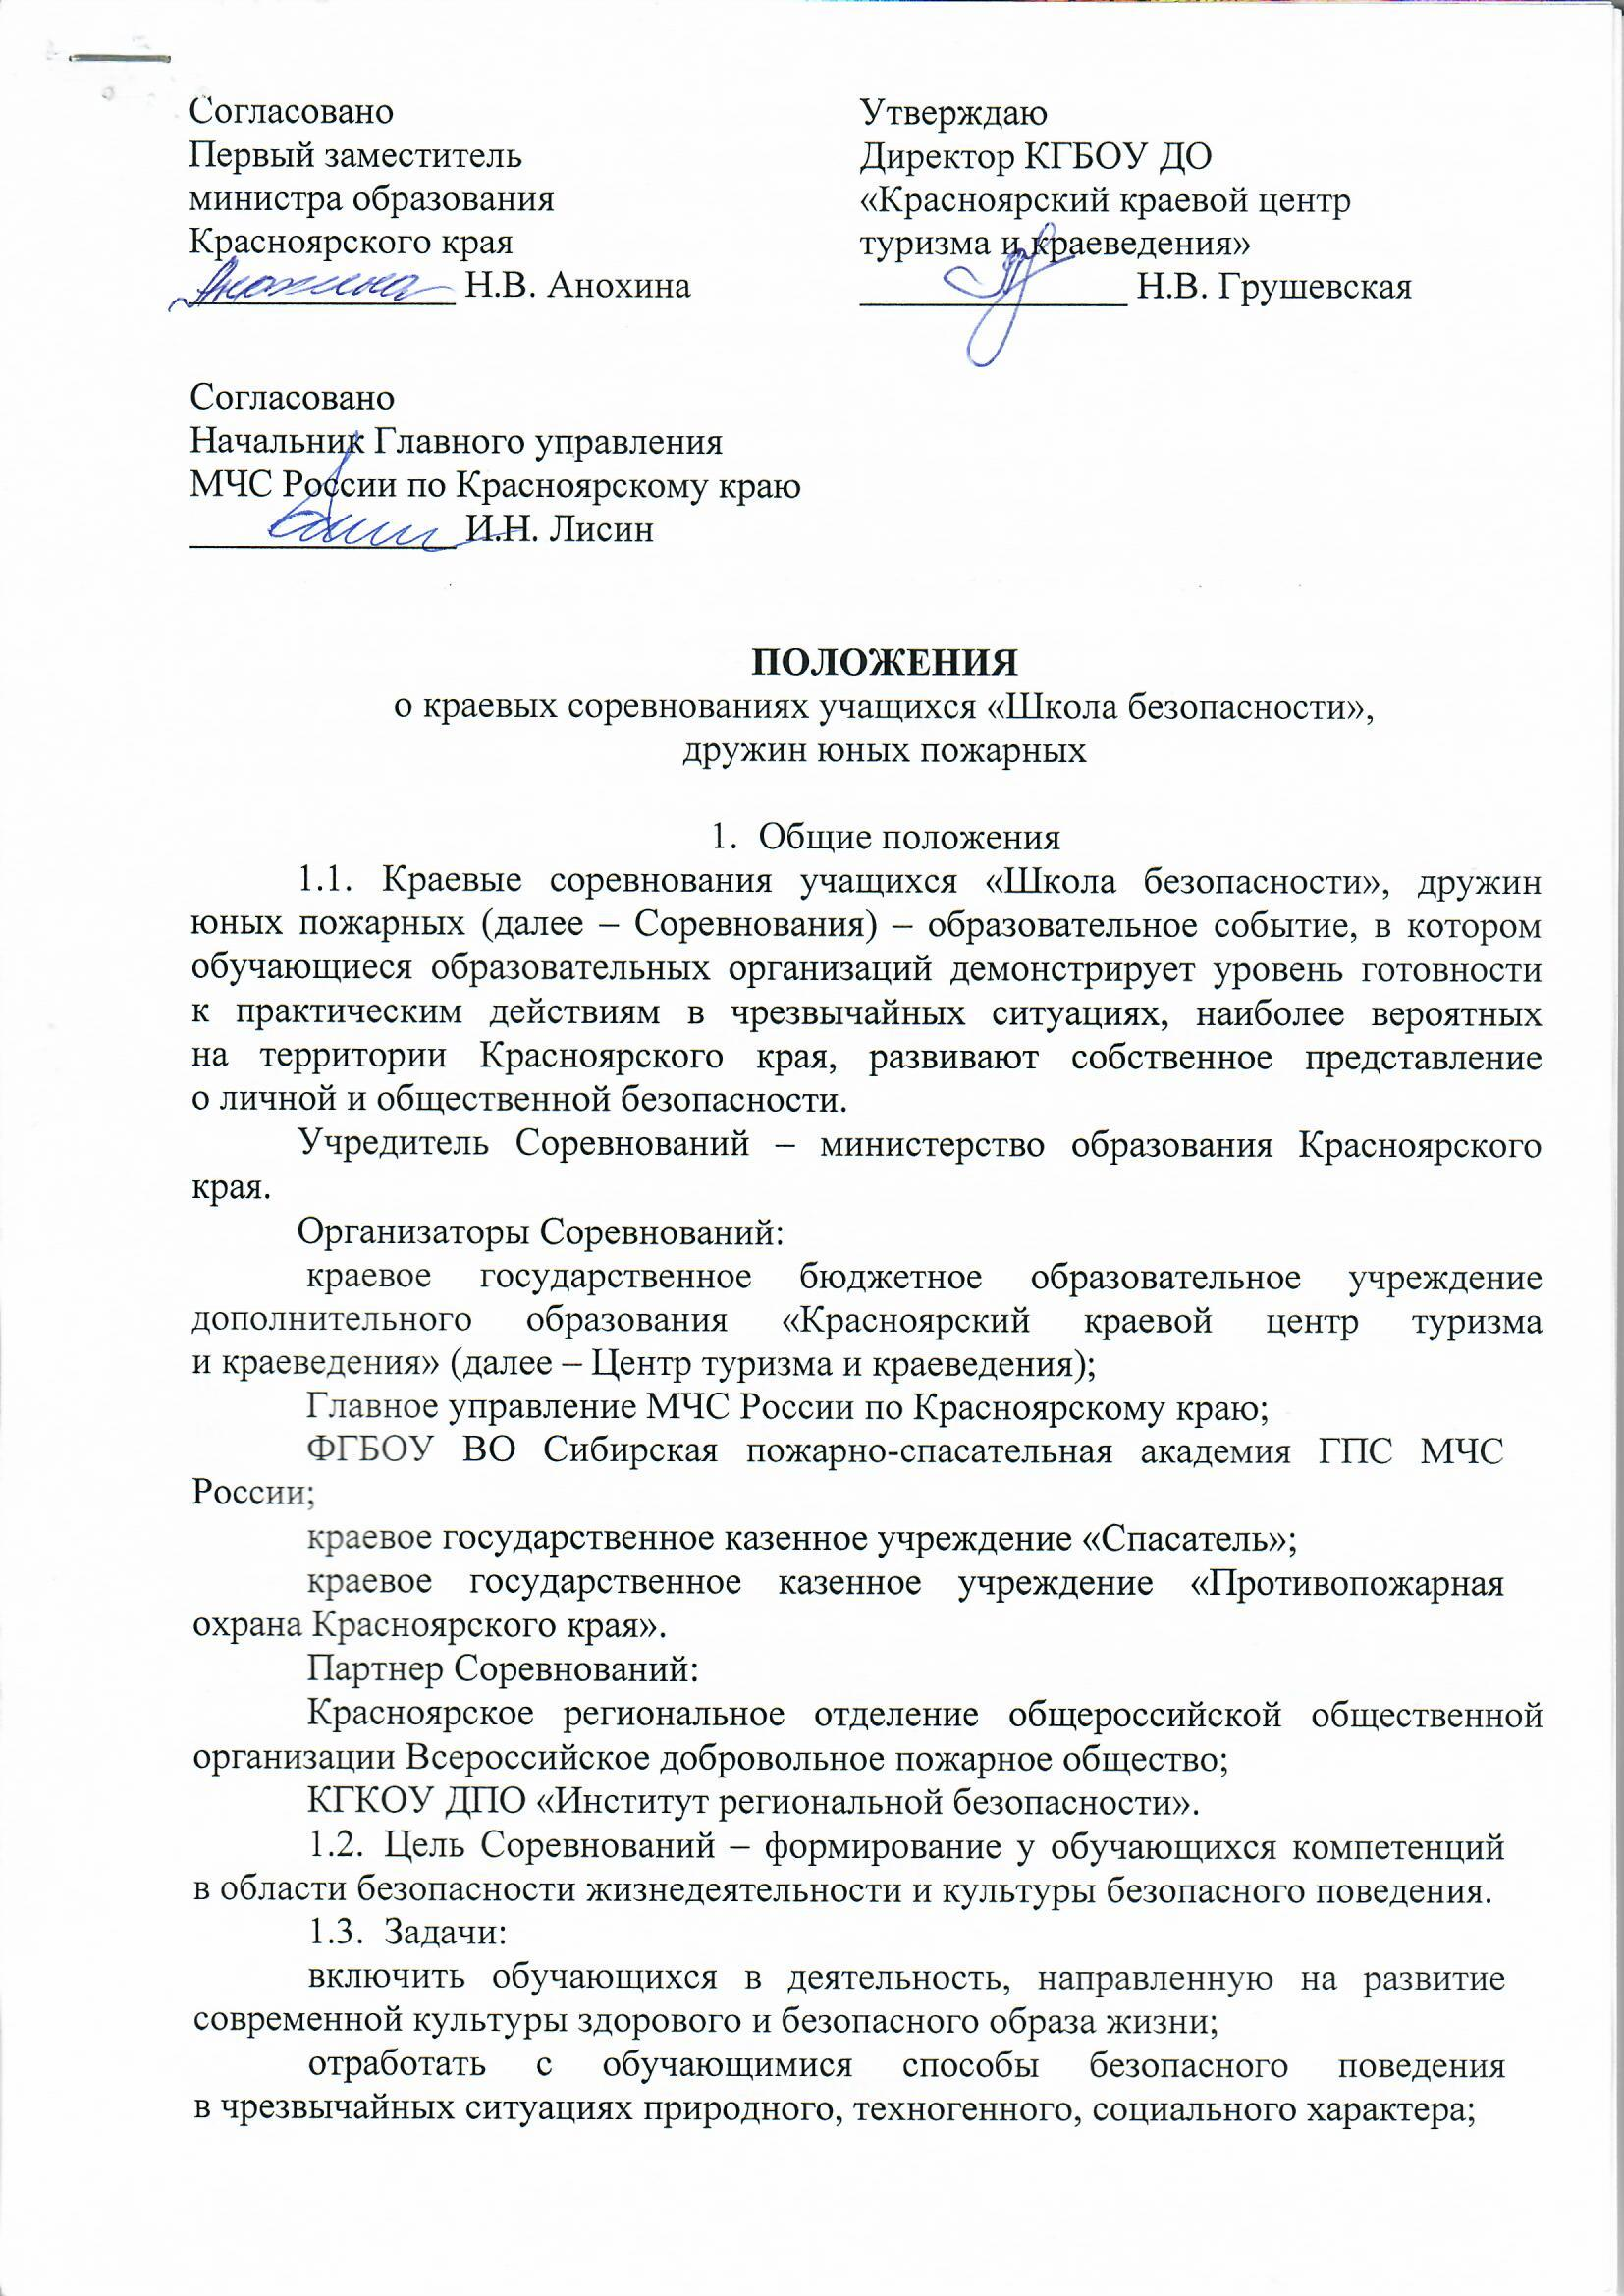 Согласовано
Первый заместитель
министра образования
Красноярского края
Н.В. Анохина
Утверждаю
Директор КГБОУ ДО
«Красноярский краевой центр
туризма и краеведения»
Н.В. Грушевская
Согласовано
Начальник Главного управления
МЧС России по Красноярскому краю
И.Н. Лисин
ПОЛОЖЕНИЯ
о краевых соревнованиях учащихся «Школа безопасности»,
дружин юных пожарных
1. Общие положения
1.1. Краевые соревнования учащихся «Школа безопасности», дружин
юных пожарных (далее – Соревнования) – образовательное событие, в котором
обучающиеся образовательных организаций демонстрирует уровень готовности
к практическим действиям в чрезвычайных ситуациях, наиболее вероятных
на территории Красноярского края, развивают собственное представление
о личной и общественной безопасности.
Учредитель Соревнований – министерство образования Красноярского
края.
Организаторы Соревнований:
краевое государственное бюджетное образовательное учреждение
дополнительного образования «Красноярский краевой центр туризма
и краеведения» (далее – Центр туризма и краеведения);
Главное управление МЧС России по Красноярскому краю;
ФГБОУ ВО Сибирская пожарно-спасательная академия ГПС МЧС
России;
краевое государственное казенное учреждение «Спасатель»;
краевое государственное казенное учреждение «Противопожарная
охрана Красноярского края».
Партнер Соревнований:
Красноярское региональное отделение общероссийской общественной
организации Всероссийское добровольное пожарное общество;
КГКОУ ДПО «Институт региональной безопасности».
1.2. Цель Соревнований – формирование у обучающихся компетенций
в области безопасности жизнедеятельности и культуры безопасного поведения.
1.3. Задачи:
включить обучающихся в деятельность, направленную на развитие
современной культуры здорового и безопасного образа жизни;
отработать с обучающимися способы безопасного поведения
в чрезвычайных ситуациях природного, техногенного, социального характера;